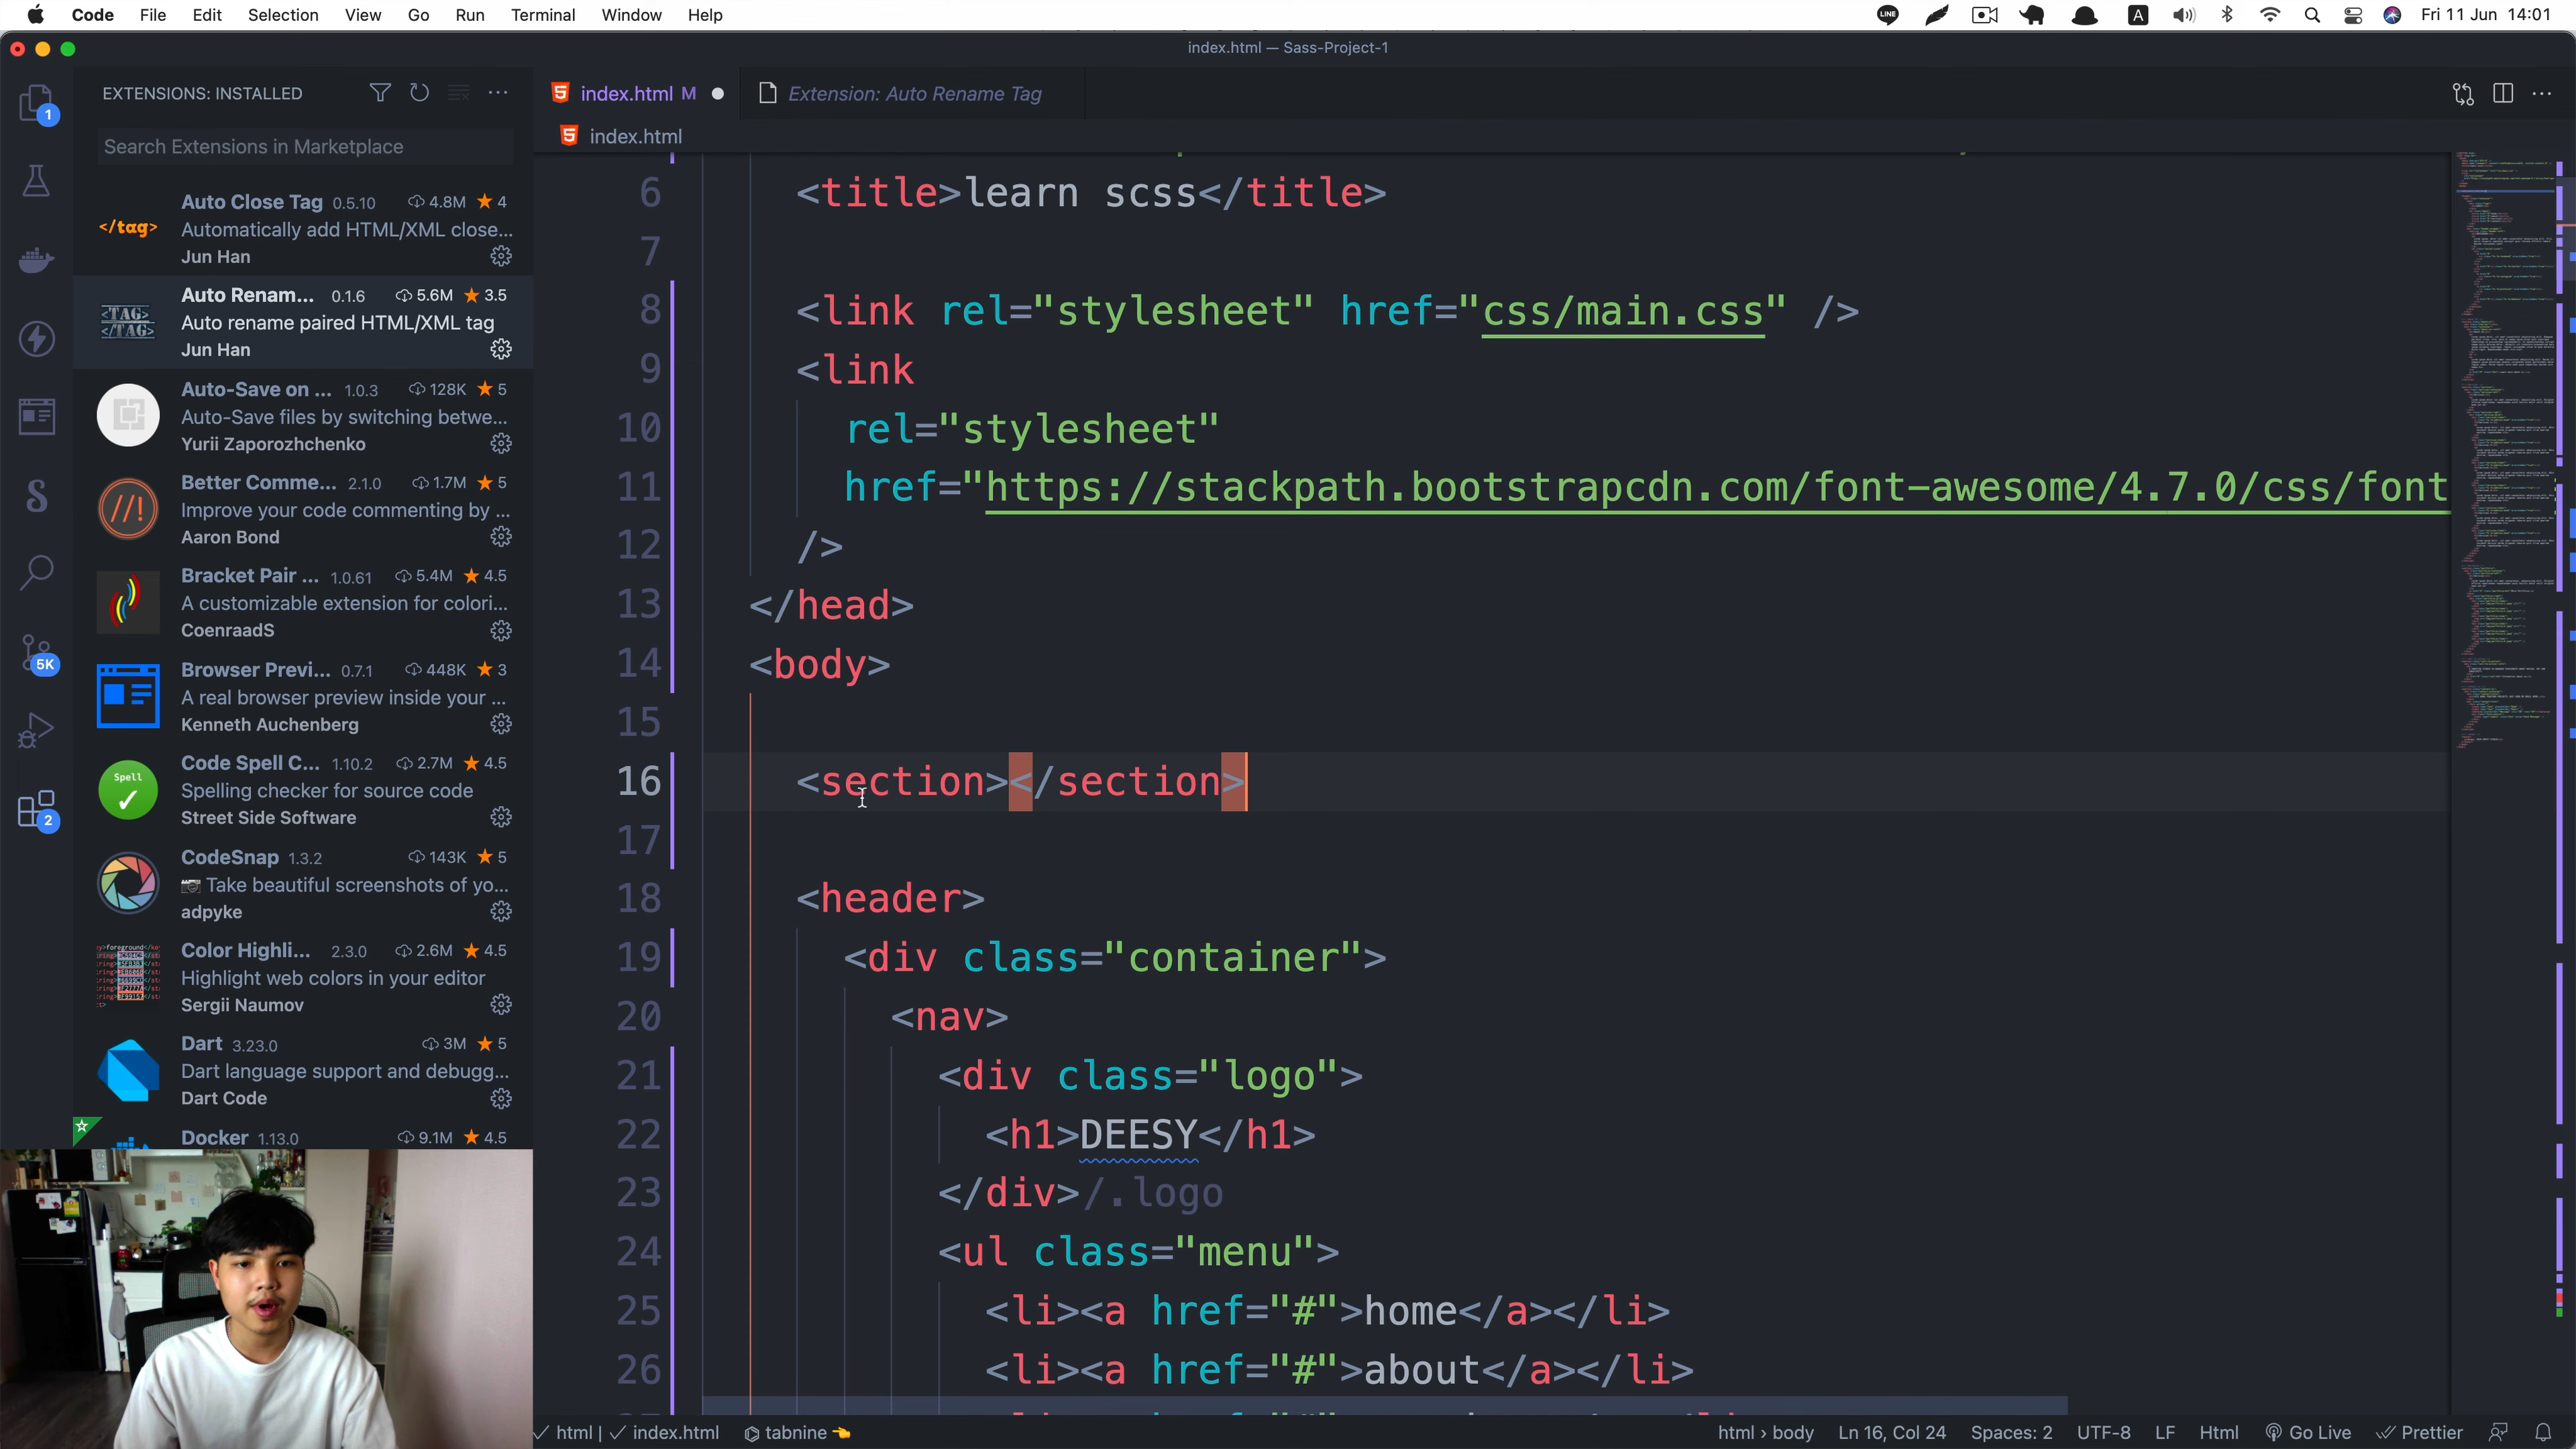 Code File Edit Selection View Go Run Terminal Window Help
LINE A Fri 11 Jun 14:01
index.html — Sass-Project-1
EXTENSIONS: INSTALLED
index.html M
Extension: Auto Rename Tag
1
Search Extensions in Marketplace
index.html
Auto Close Tag 0.5.10 4.8M 4
</tag>
Automatically add HTML/XML close...
Jun Han
Auto Renam... 0.1.6 5.6M 3.5
<TAG>
</TAG>
Auto rename paired HTML/XML tag
Jun Han
Auto-Save on ... 1.0.3 128K 5
Auto-Save files by switching betwe...
Yurii Zaporozhchenko
Better Comme... 2.1.0 1.7M 5
//!
Improve your code commenting by ...
Aaron Bond
Bracket Pair ... 1.0.61 5.4M 4.5
A customizable extension for colori...
CoenraadS
5K
Browser Previ... 0.7.1 448K 3
A real browser preview inside your ...
Kenneth Auchenberg
Code Spell C... 1.10.2 2.7M 4.5
Spell
Spelling checker for source code
Street Side Software
2
CodeSnap 1.3.2 143K 5
📷 Take beautiful screenshots of yo...
adpyke
Color Highli... 2.3.0 2.6M 4.5
Highlight web colors in your editor
Sergii Naumov
Dart 3.23.0 3M 5
Dart language support and debugg...
Dart Code
Docker 1.13.0 9.1M 4.5
6 <title>learn scss</title>
7
8 <link rel="stylesheet" href="css/main.css" />
9 <link
10 rel="stylesheet"
11 href="https://stackpath.bootstrapcdn.com/font-awesome/4.7.0/css/font
12 />
13 </head>
14 <body>
15
16 <section></section>
17
18 <header>
19 <div class="container">
20 <nav>
21 <div class="logo">
22 <h1>DEESY</h1>
23 </div>/.logo
24 <ul class="menu">
25 <li><a href="#">home</a></li>
26 <li><a href="#">about</a></li>
html | index.html tabnine 👈 html › body Ln 16, Col 24 Spaces: 2 UTF-8 LF Html Go Live Prettier